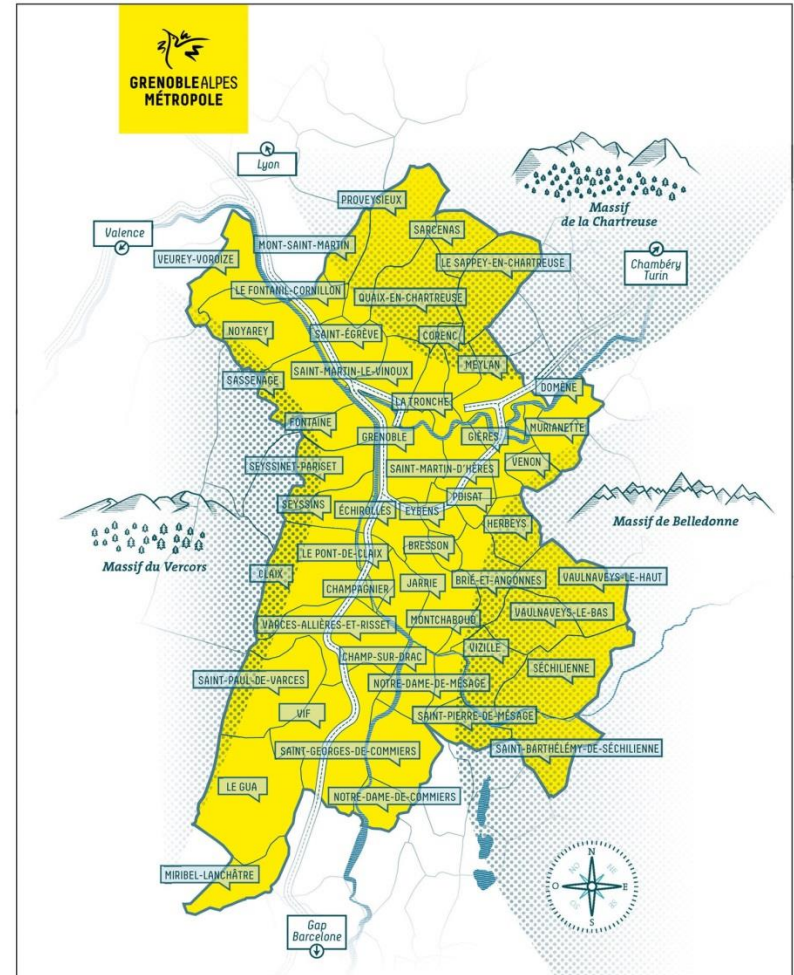 GRENOBLEALPES
MÉTROPOLE
Lyon
Massif
de la Chartreuse
PROVEYSIEUX
SARCENAS
Valence
MONT-SAINT-MARTIN
VEUREY-VOROIZE
LE SAPPEY-EN-CHARTREUSE
Chambéry
Turin
LE FONTANIL-CORNILLON
QUAIX-EN-CHARTREUSE
NOYAREY
SAINT-ÉGRÈVE
CORENC
SAINT-MARTIN-LE-VINOUX
MEYLAN
SASSENAGE
DOMÈNE
LA TRONCHE
FONTAINE
MURIANETTE
GRENOBLE
GIÈRES
SEYSSINET-PARISET
SAINT-MARTIN-D'HÈRES
VENON
POISAT
SEYSSINS
ÉCHIROLLES
EYBENS
HERBEYS
Massif de Belledonne
BRESSON
LE PONT-DE-CLAIX
Massif du Vercors
CLAIX
CHAMPAGNIER
JARRIE
BRIÉ-ET-ANGONNES
VAULNAVEYS-LE-HAUT
VAULNAVEYS-LE-BAS
VARCES-ALLIÈRES-ET-RISSET
MONTCHABOUD
VIZILLE
CHAMP-SUR-DRAC
SÉCHILIENNE
SAINT-PAUL-DE-VARCES
NOTRE-DAME-DE-MÉSAGE
VIF
SAINT-PIERRE-DE-MÉSAGE
SAINT-GEORGES-DE-COMMIERS
SAINT-BARTHÉLÉMY-DE-SÉCHILIENNE
LE GUA
NOTRE-DAME-DE-COMMIERS
MIRIBEL-LANCHÂTRE
N
NO
NE
O
E
SO
SE
S
Gap
Barcelone